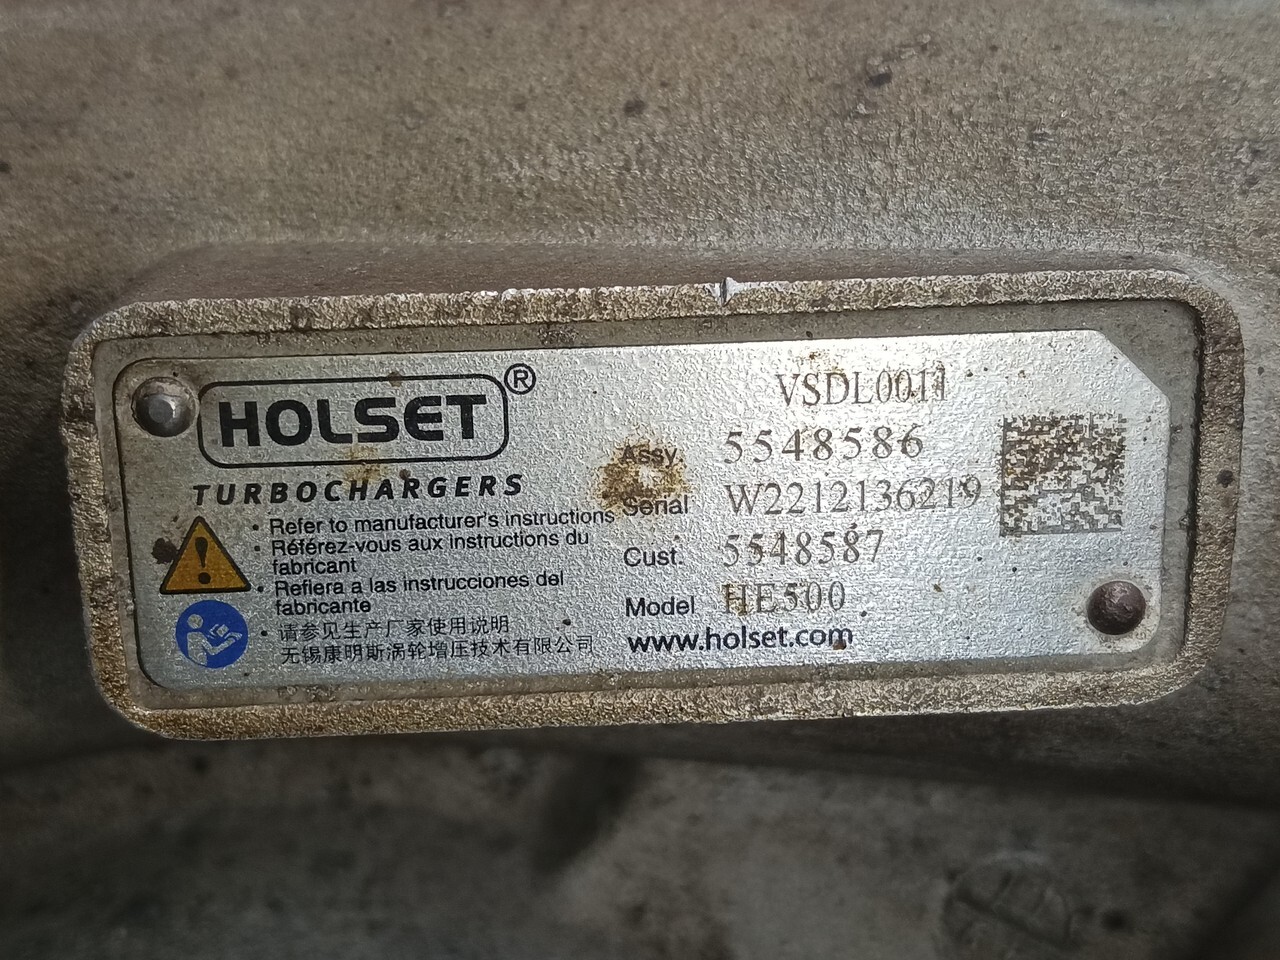 HOLSET®
TURBOCHARGERS
• Refer to manufacturer's instructions
• Référez-vous aux instructions du
fabricant
• Refiera a las instrucciones del
fabricante
• 请参见生产厂家使用说明
无锡康明斯涡轮增压技术有限公司
VSDL0011
Assy 5548586
Serial W2212136219
Cust. 5548587
Model HE500
www.holset.com